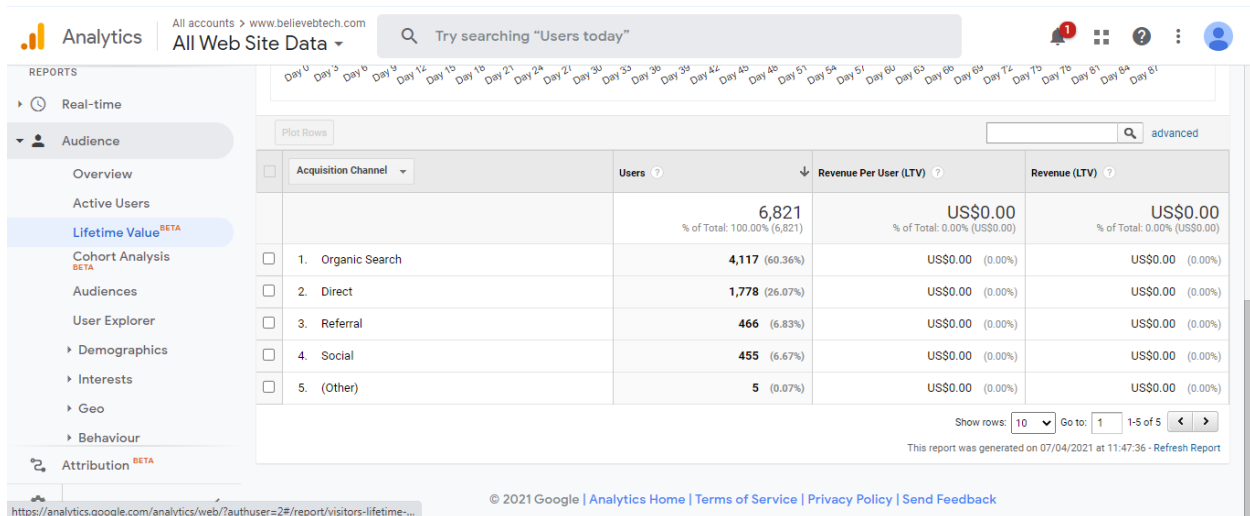 Analytics
All accounts > www.believebtech.com
All Web Site Data
Try searching “Users today”
1
REPORTS
Real-time
Audience
Overview
Active Users
Lifetime Value BETA
Cohort Analysis
BETA
Audiences
User Explorer
Demographics
Interests
Geo
Behaviour
Attribution BETA
https://analytics.google.com/analytics/web/?authuser=2#/report/visitors-lifetime-...
Day 0 Day 3 Day 6 Day 9 Day 12 Day 15 Day 18 Day 21 Day 24 Day 27 Day 30 Day 33 Day 36 Day 39 Day 42 Day 45 Day 48 Day 51 Day 54 Day 57 Day 60 Day 63 Day 66 Day 69 Day 72 Day 75 Day 78 Day 81 Day 84 Day 87
Plot Rows
advanced
Acquisition Channel Users ? Revenue Per User (LTV) ? Revenue (LTV) ?
6,821 US$0.00 US$0.00
% of Total: 100.00% (6,821) % of Total: 0.00% (US$0.00) % of Total: 0.00% (US$0.00)
1. Organic Search 4,117 (60.36%) US$0.00 (0.00%) US$0.00 (0.00%)
2. Direct 1,778 (26.07%) US$0.00 (0.00%) US$0.00 (0.00%)
3. Referral 466 (6.83%) US$0.00 (0.00%) US$0.00 (0.00%)
4. Social 455 (6.67%) US$0.00 (0.00%) US$0.00 (0.00%)
5. (Other) 5 (0.07%) US$0.00 (0.00%) US$0.00 (0.00%)
Show rows: 10 Go to: 1 1-5 of 5
This report was generated on 07/04/2021 at 11:47:36 - Refresh Report
© 2021 Google | Analytics Home | Terms of Service | Privacy Policy | Send Feedback